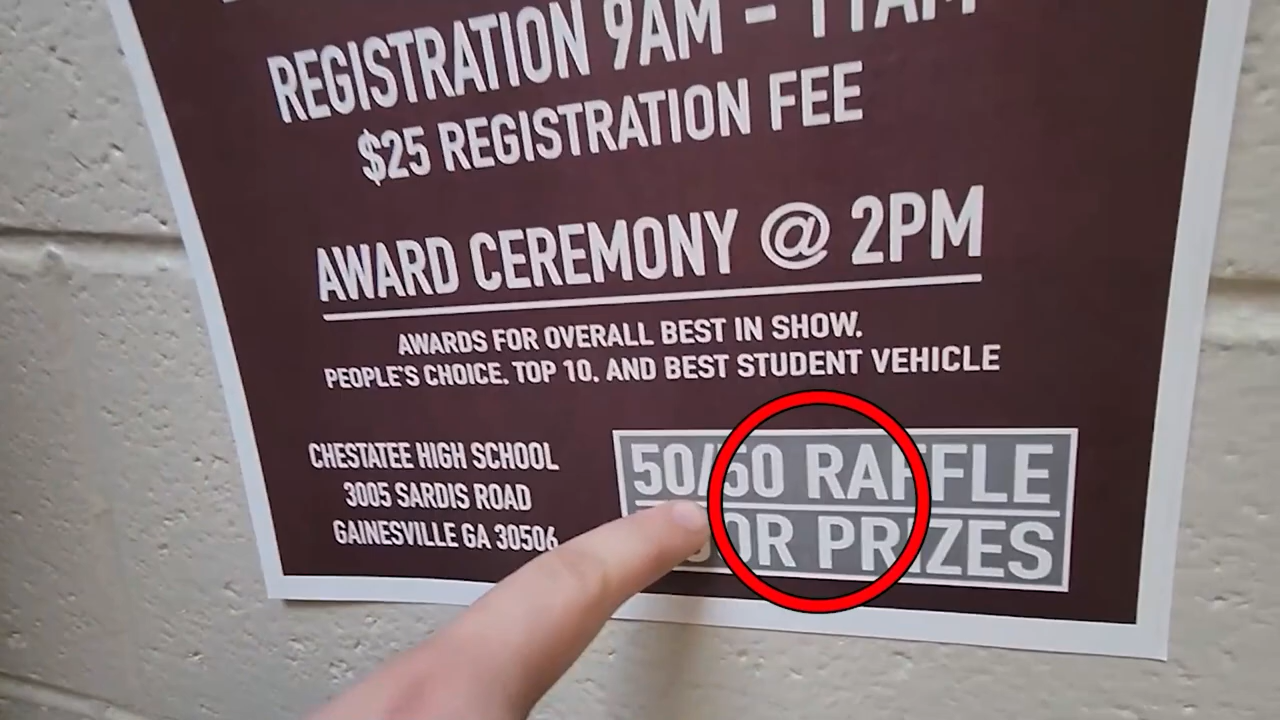 REGISTRATION 9AM - 11AM
$25 REGISTRATION FEE
AWARD CEREMONY @ 2PM
AWARDS FOR OVERALL BEST IN SHOW.
PEOPLE'S CHOICE. TOP 10. AND BEST STUDENT VEHICLE
CHESTATEE HIGH SCHOOL
3005 SARDIS ROAD
GAINESVILLE GA 30506
50/50 RAFFLE
DOOR PRIZES